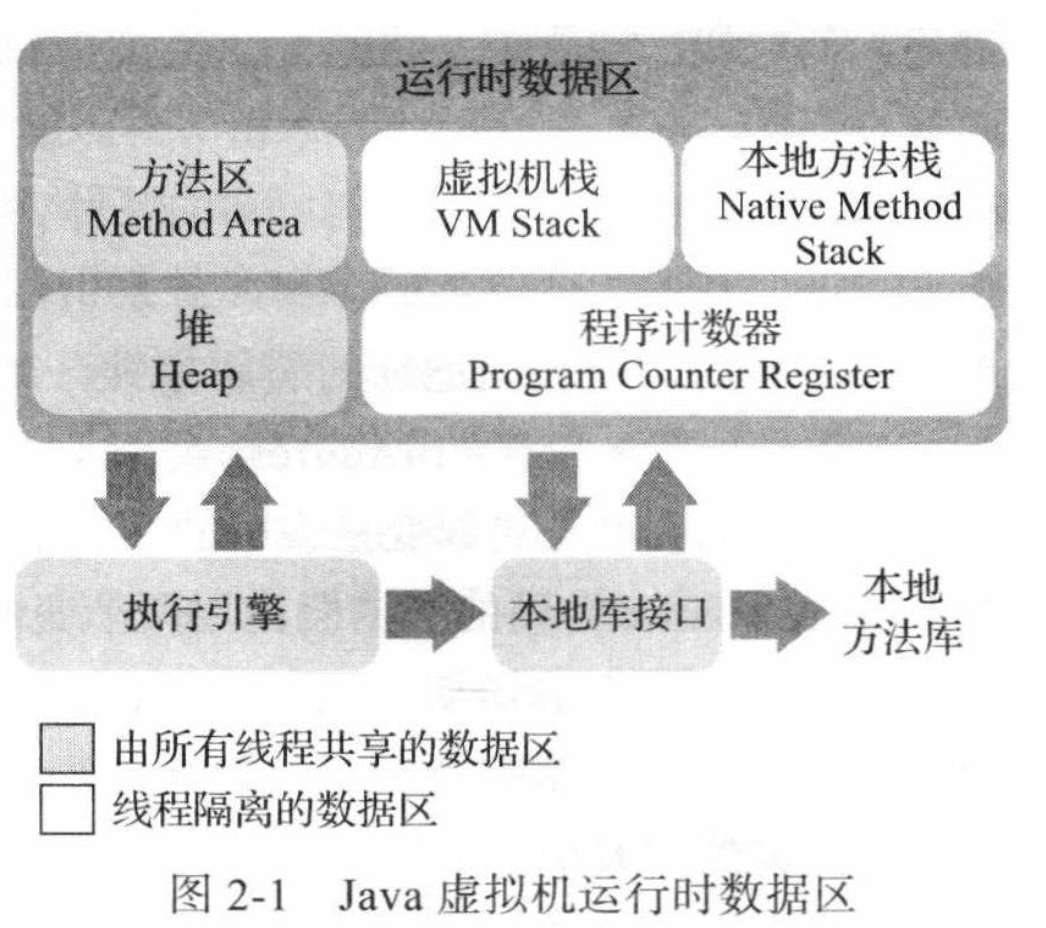 运行时数据区
方法区
Method Area
虚拟机栈
VM Stack
本地方法栈
Native Method
Stack
堆
Heap
程序计数器
Program Counter Register
执行引擎
本地库接口
本地
方法库
由所有线程共享的数据区
线程隔离的数据区
图 2-1 Java 虚拟机运行时数据区